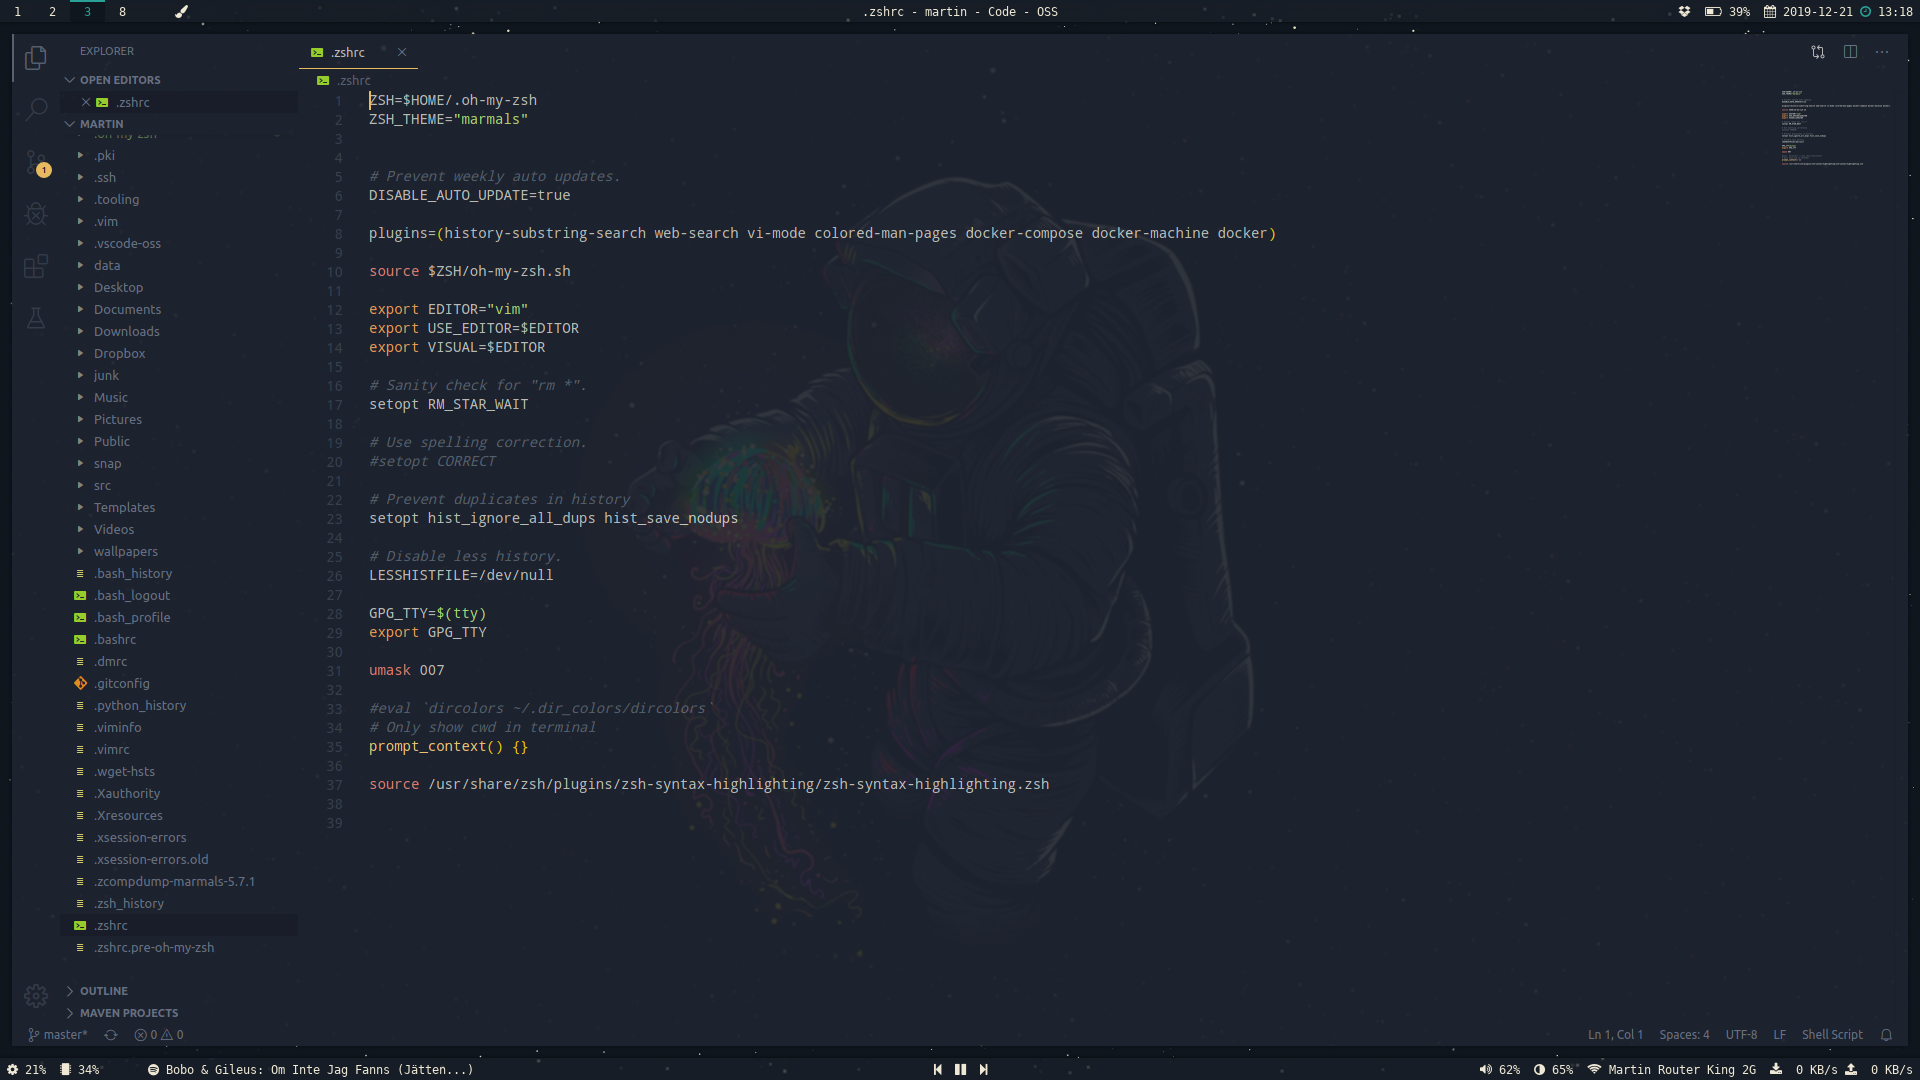 1 2 3 8
.zshrc - martin - Code - OSS
39% 2019-12-21 13:18
EXPLORER
OPEN EDITORS
.zshrc
MARTIN
.oh-my-zsh
.pki
.ssh
.tooling
.vim
.vscode-oss
data
Desktop
Documents
Downloads
Dropbox
junk
Music
Pictures
Public
snap
src
Templates
Videos
wallpapers
.bash_history
.bash_logout
.bash_profile
.bashrc
.dmrc
.gitconfig
.python_history
.viminfo
.vimrc
.wget-hsts
.Xauthority
.Xresources
.xsession-errors
.xsession-errors.old
.zcompdump-marmals-5.7.1
.zsh_history
.zshrc
.zshrc.pre-oh-my-zsh
OUTLINE
MAVEN PROJECTS
1
.zshrc
.zshrc
1 ZSH=$HOME/.oh-my-zsh
2 ZSH_THEME="marmals"
3
4
5 # Prevent weekly auto updates.
6 DISABLE_AUTO_UPDATE=true
7
8 plugins=(history-substring-search web-search vi-mode colored-man-pages docker-compose docker-machine docker)
9
10 source $ZSH/oh-my-zsh.sh
11
12 export EDITOR="vim"
13 export USE_EDITOR=$EDITOR
14 export VISUAL=$EDITOR
15
16 # Sanity check for "rm *".
17 setopt RM_STAR_WAIT
18
19 # Use spelling correction.
20 #setopt CORRECT
21
22 # Prevent duplicates in history
23 setopt hist_ignore_all_dups hist_save_nodups
24
25 # Disable less history.
26 LESSHISTFILE=/dev/null
27
28 GPG_TTY=$(tty)
29 export GPG_TTY
30
31 umask 007
32
33 #eval `dircolors ~/.dir_colors/dircolors`
34 # Only show cwd in terminal
35 prompt_context() {}
36
37 source /usr/share/zsh/plugins/zsh-syntax-highlighting/zsh-syntax-highlighting.zsh
38
39
master* 0 0
Ln 1, Col 1 Spaces: 4 UTF-8 LF Shell Script
21% 34% Bobo & Gileus: Om Inte Jag Fanns (Jätten...)
62% 65% Martin Router King 2G 0 KB/s 0 KB/s